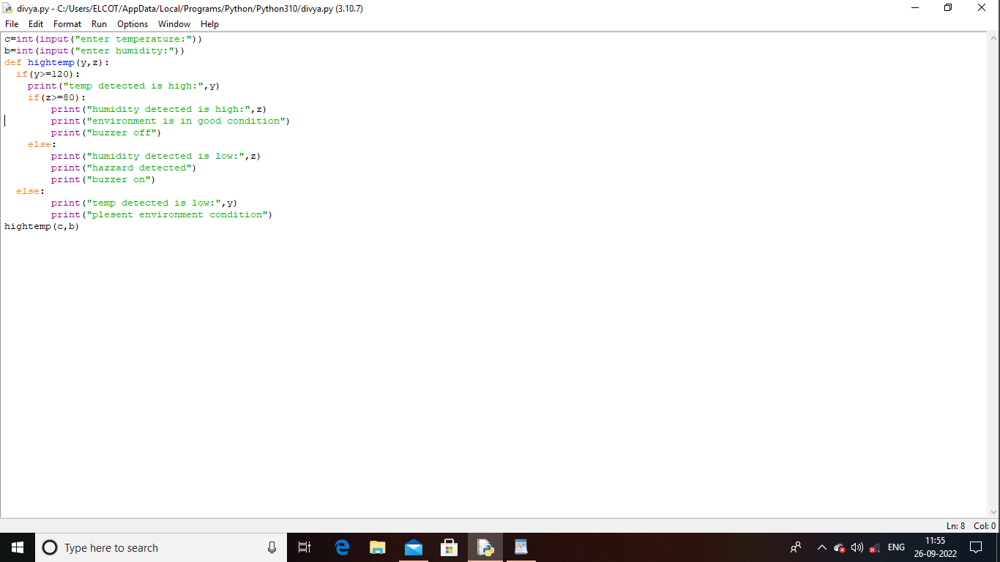 divya.py - C:/Users/ELCOT/AppData/Local/Programs/Python/Python310/divya.py (3.10.7)
File Edit Format Run Options Window Help
c=int(input("enter temperature:"))
b=int(input("enter humidity:"))
def hightemp(y,z):
  if(y>=120):
    print("temp detected is high:",y)
    if(z>=80):
        print("humidity detected is high:",z)
        print("environment is in good condition")
        print("buzzer off")
    else:
        print("humidity detected is low:",z)
        print("hazzard detected")
        print("buzzer on")
  else:
        print("temp detected is low:",y)
        print("plesent environment condition")
hightemp(c,b)
Ln: 8 Col: 0
Type here to search
ENG
11:55
26-09-2022